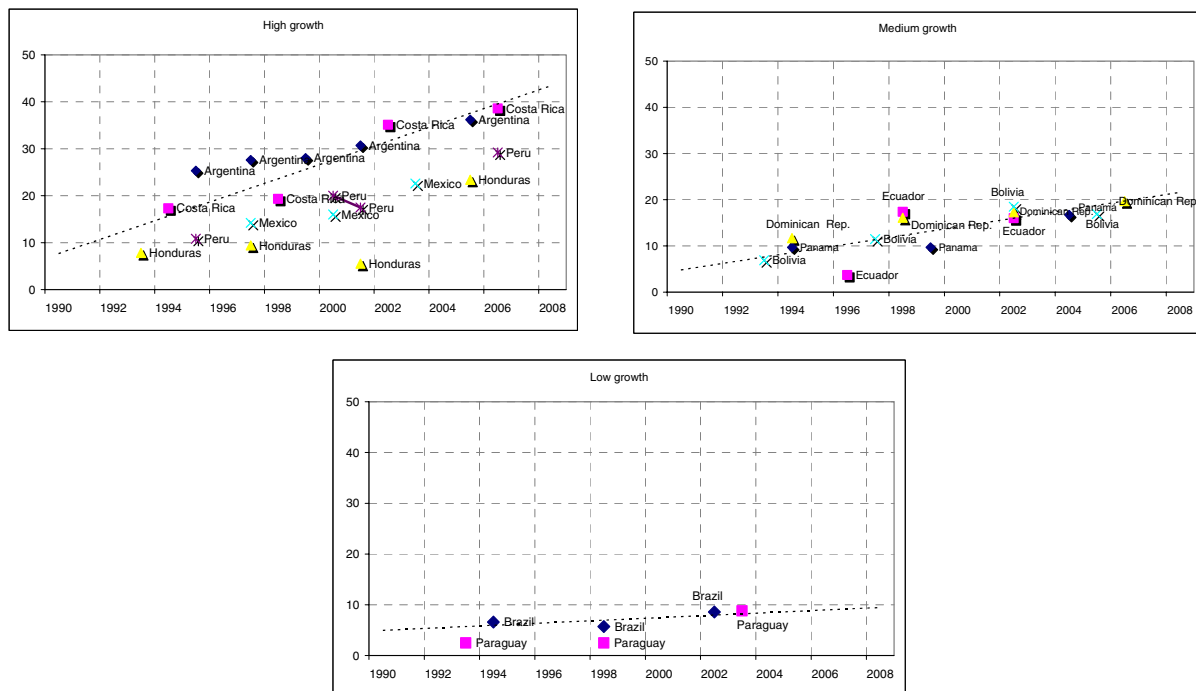 High growth
50
40
30
20
10
0
Costa Rica
Costa Rica
Argentina
Argentina
Argentina
Argentina
Argentina
Peru
Mexico
Honduras
Costa Rica
Costa Rica
Peru
Peru
Mexico
Mexico
Peru
Honduras
Honduras
Honduras
1990 1992 1994 1996 1998 2000 2002 2004 2006 2008
Medium growth
50
40
30
20
10
0
Ecuador
Bolivia
Dominican Rep.
Panama
Dominican Rep.
Dominican Rep.
Dominican Rep.
Ecuador
Bolivia
Bolivia
Panama
Panama
Bolivia
Ecuador
1990 1992 1994 1996 1998 2000 2002 2004 2006 2008
Low growth
50
40
30
20
10
0
Brazil
Brazil
Brazil
Paraguay
Paraguay
Paraguay
1990 1992 1994 1996 1998 2000 2002 2004 2006 2008